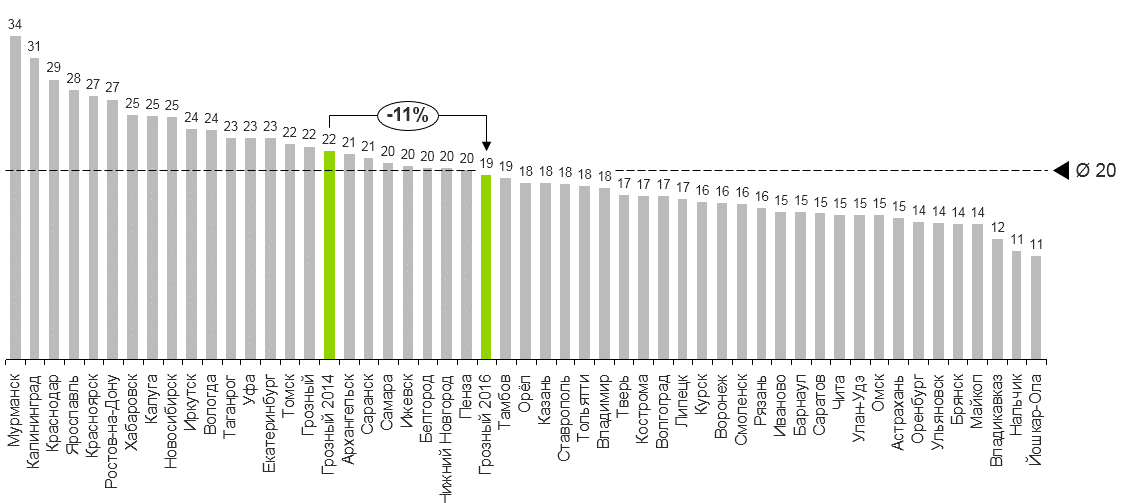 34
31
29
28
27
27
25
25
25
24
24
23
23
23
22
22
22
21
21
20
20
20
20
20
19
19
18
18
18
18
18
17
17
17
17
16
16
16
16
15
15
15
15
15
15
14
14
14
14
12
11
11
-11%
Ø 20
Мурманск
Калининград
Краснодар
Ярославль
Красноярск
Ростов-на-Дону
Хабаровск
Калуга
Новосибирск
Иркутск
Вологда
Таганрог
Уфа
Екатеринбург
Томск
Грозный
Грозный 2014
Архангельск
Саранск
Самара
Ижевск
Белгород
Нижний Новгород
Пенза
Грозный 2016
Тамбов
Орёл
Казань
Ставрополь
Тольятти
Владимир
Тверь
Кострома
Волгоград
Липецк
Курск
Воронеж
Смоленск
Рязань
Иваново
Барнаул
Саратов
Чита
Улан-Удэ
Омск
Астрахань
Оренбург
Ульяновск
Брянск
Майкоп
Владикавказ
Нальчик
Йошкар-Ола